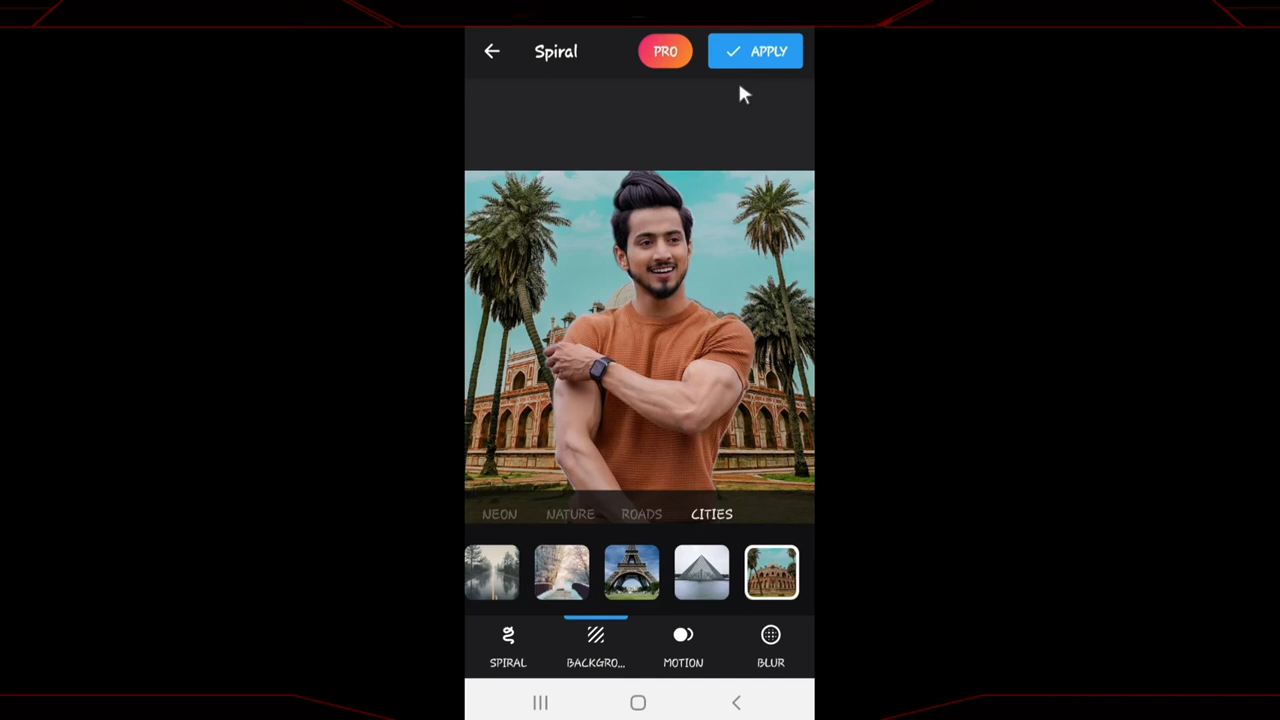 Spiral
PRO
APPLY
NEON NATURE ROADS CITIES
SPIRAL BACKGRO... MOTION BLUR